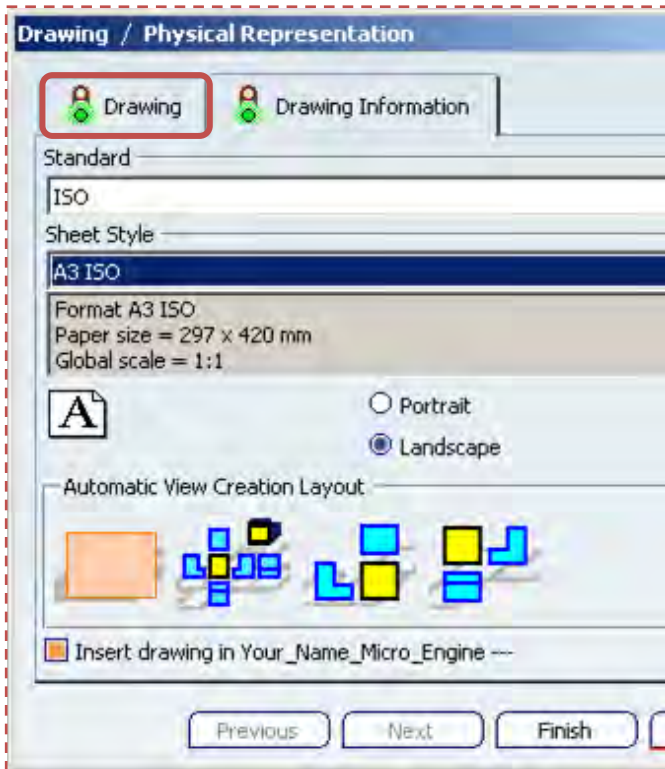 Drawing / Physical Representation
Drawing Drawing Information
Standard
ISO
Sheet Style
A3 ISO
Format A3 ISO
Paper size = 297 x 420 mm
Global scale = 1:1
A
Portrait
Landscape
Automatic View Creation Layout
Insert drawing in Your_Name_Micro_Engine ---
Previous Next Finish